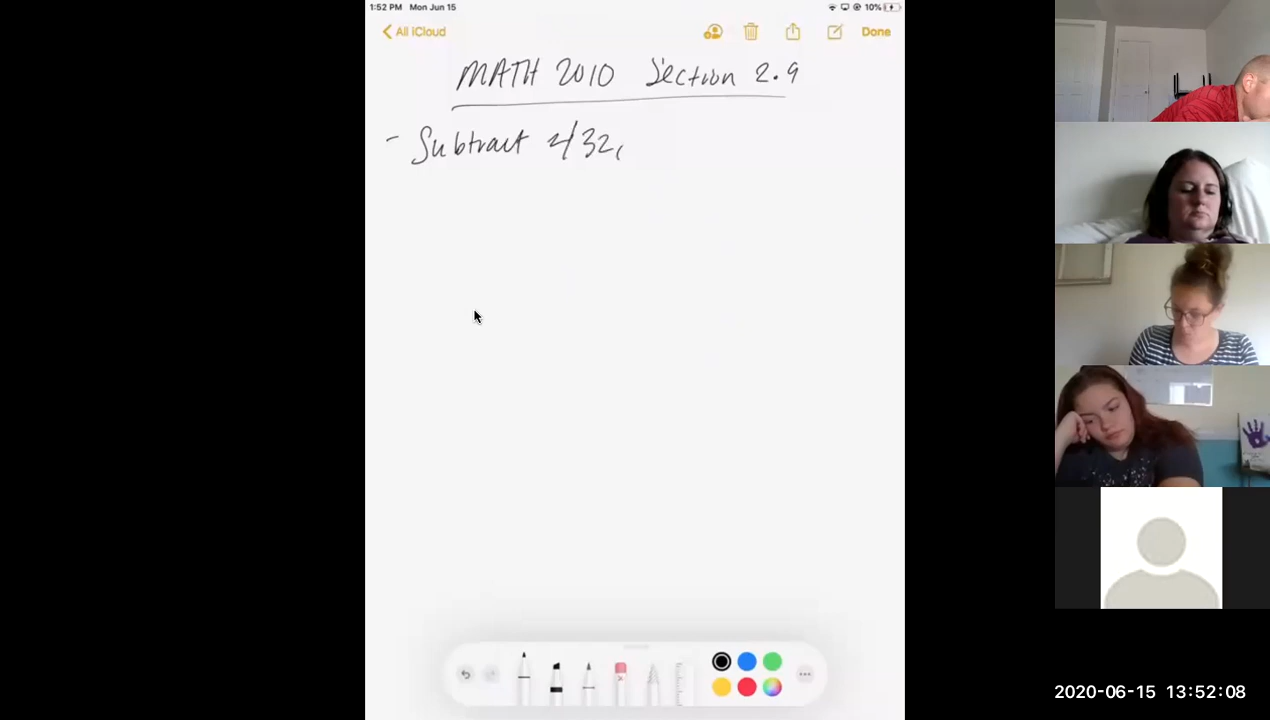 1:52 PM Mon Jun 15
10%
All iCloud
Done
MATH 2010 Section 2.9
- Subtract 2/32,
2020-06-15 13:52:08